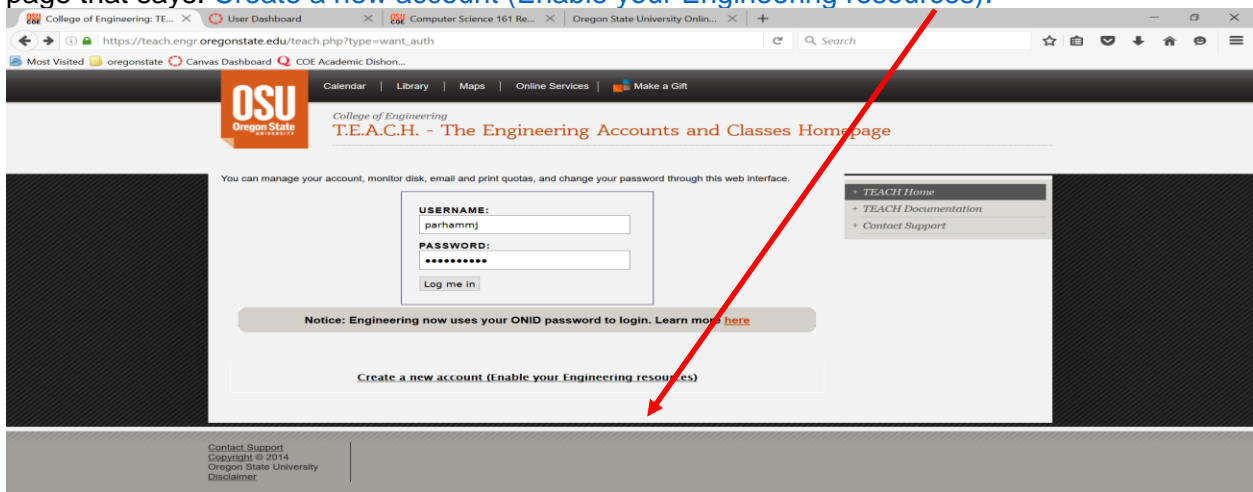 page that says: Create a new account (Enable your Engineering resources).
College of Engineering: TE... User Dashboard Computer Science 161 Re... Oregon State University Onlin...
https://teach.engr.oregonstate.edu/teach.php?type=want_auth Search
Most Visited oregonstate Canvas Dashboard COE Academic Dishon...
Calendar | Library | Maps | Online Services | Make a Gift
OSU
Oregon State
UNIVERSITY
College of Engineering
T.E.A.C.H. - The Engineering Accounts and Classes Homepage
You can manage your account, monitor disk, email and print quotas, and change your password through this web interface.
USERNAME:
parhammj
PASSWORD:
••••••••••
Log me in
+ TEACH Home
+ TEACH Documentation
+ Contact Support
Notice: Engineering now uses your ONID password to login. Learn more here
Create a new account (Enable your Engineering resources)
Contact Support
Copyright © 2014
Oregon State University
Disclaimer